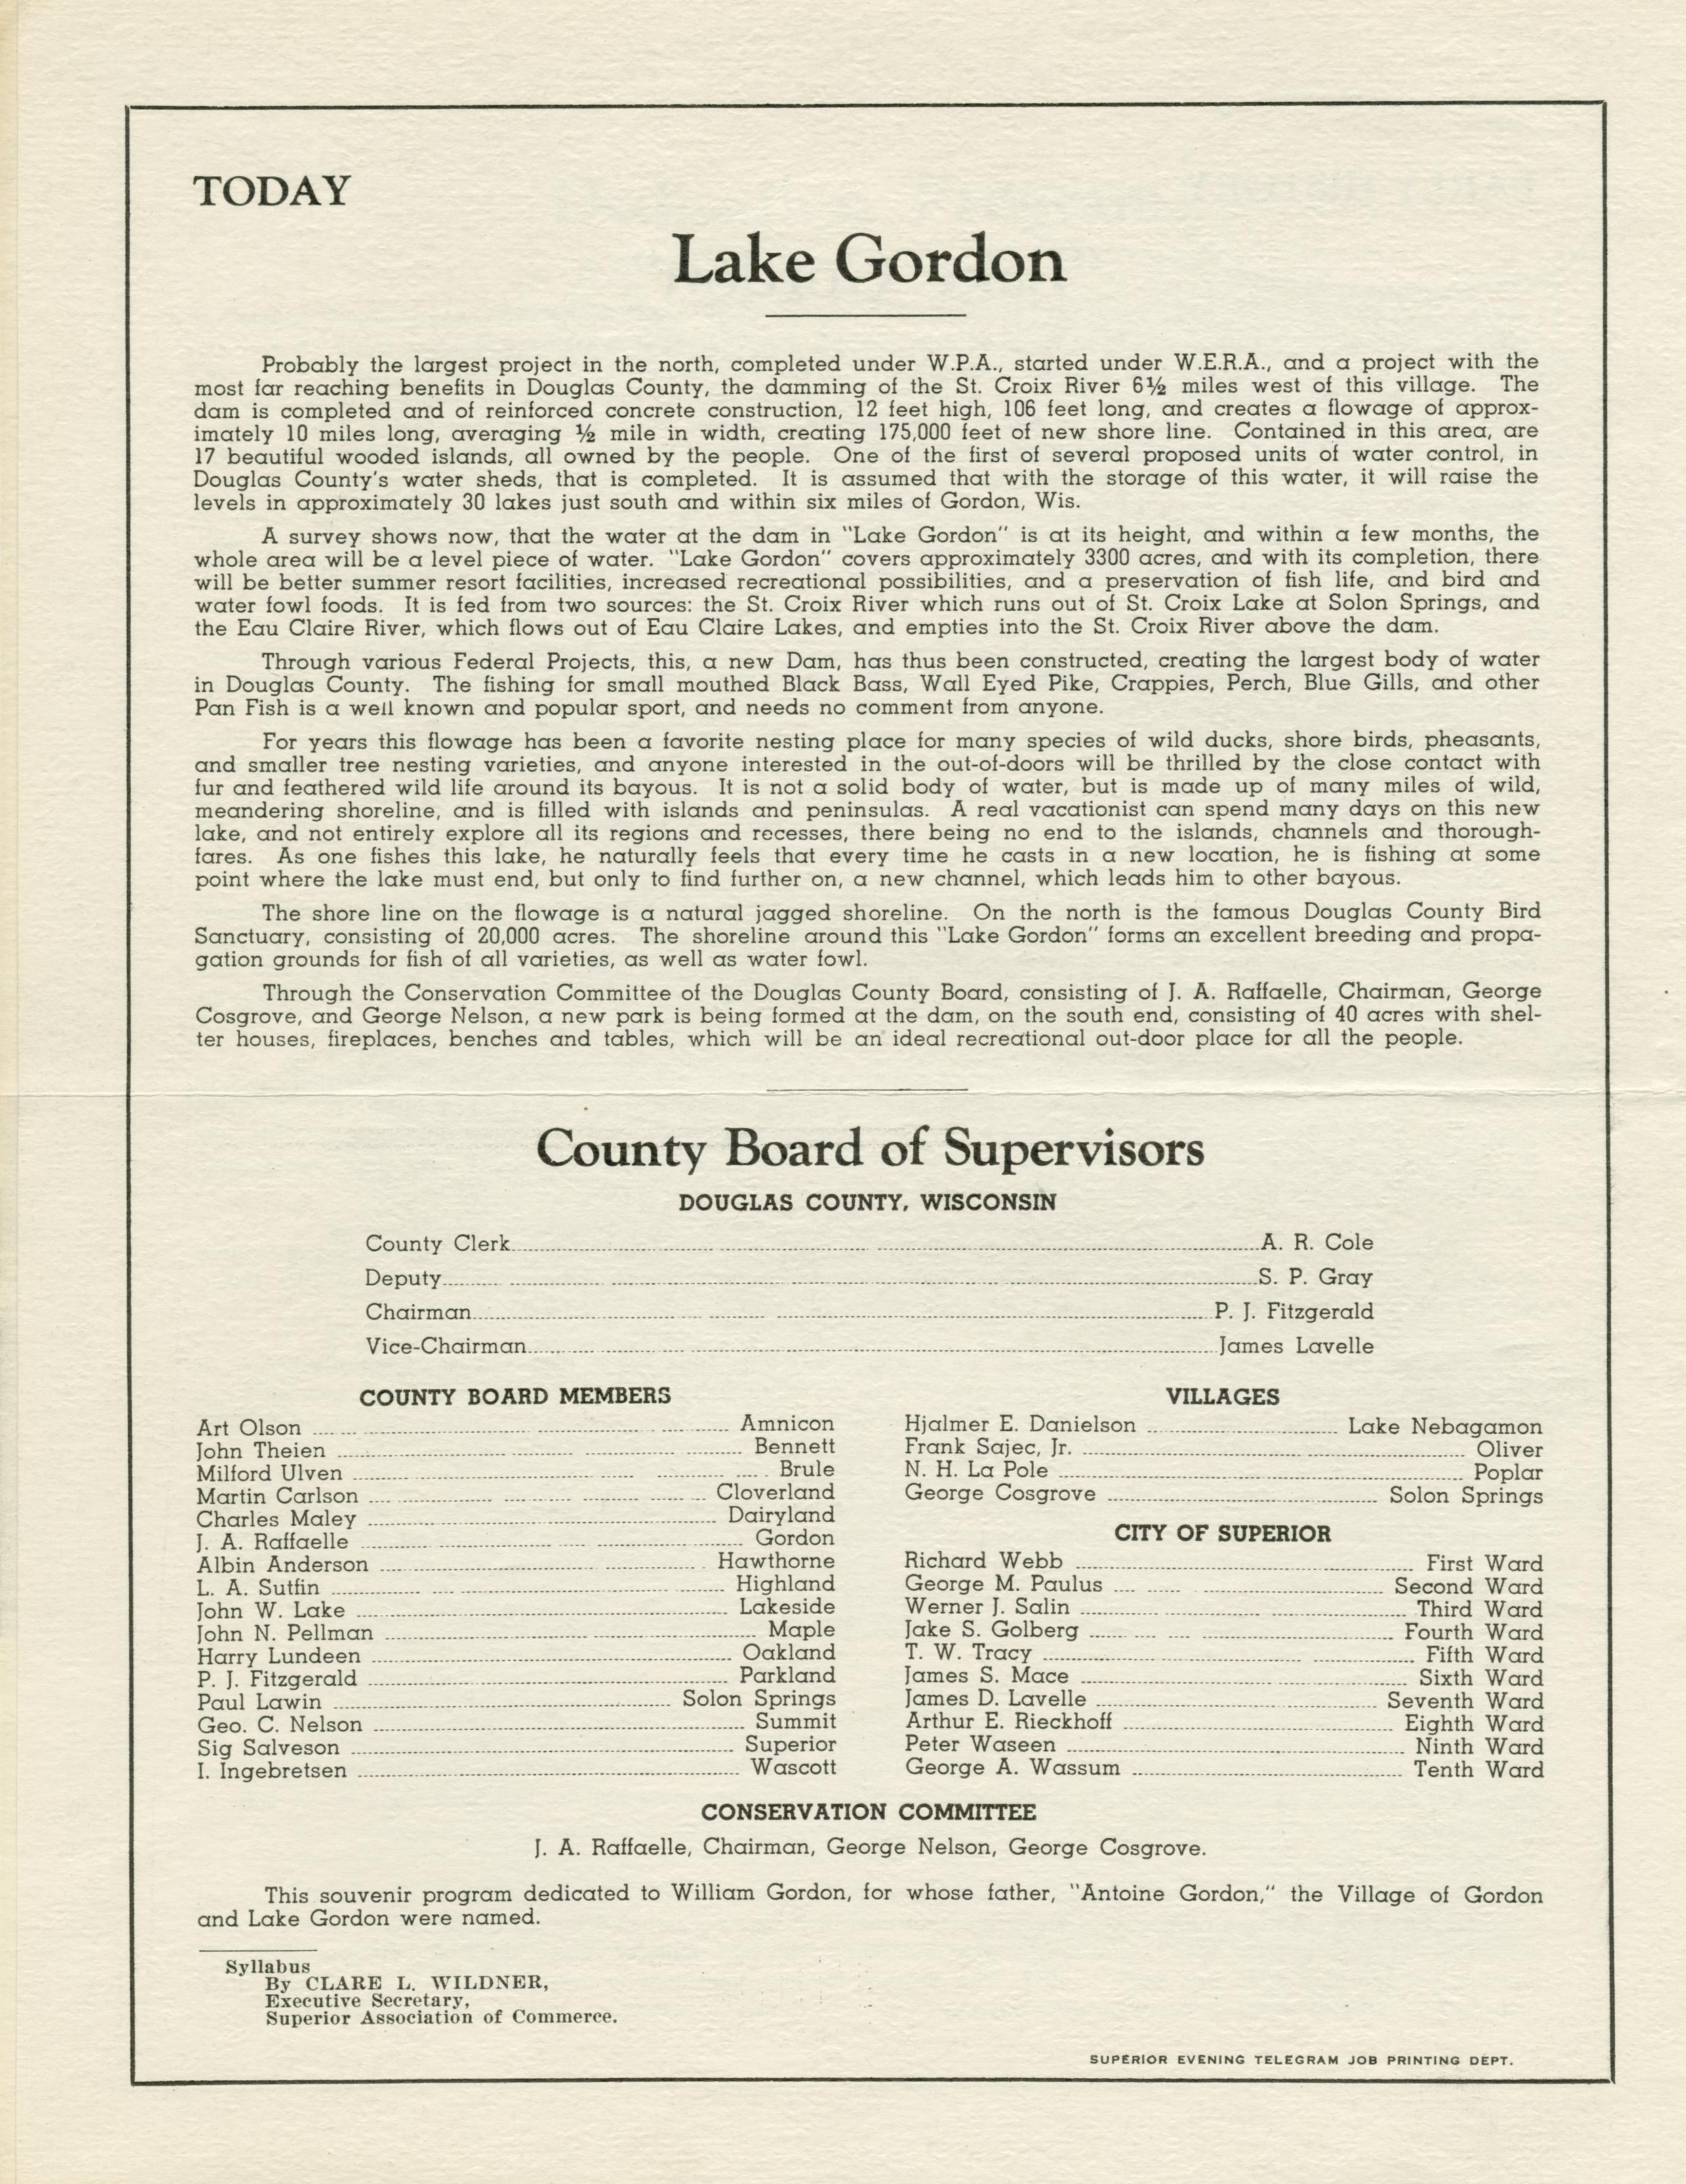 TODAY
Lake Gordon
Probably the largest project in the north, completed under W.P.A., started under W.E.R.A., and a project with the
most far reaching benefits in Douglas County, the damming of the St. Croix River 6½ miles west of this village. The
dam is completed and of reinforced concrete construction, 12 feet high, 106 feet long, and creates a flowage of approx-
imately 10 miles long, averaging ½ mile in width, creating 175,000 feet of new shore line. Contained in this area, are
17 beautiful wooded islands, all owned by the people. One of the first of several proposed units of water control, in
Douglas County's water sheds, that is completed. It is assumed that with the storage of this water, it will raise the
levels in approximately 30 lakes just south and within six miles of Gordon, Wis.
A survey shows now, that the water at the dam in "Lake Gordon" is at its height, and within a few months, the
whole area will be a level piece of water. "Lake Gordon" covers approximately 3300 acres, and with its completion, there
will be better summer resort facilities, increased recreational possibilities, and a preservation of fish life, and bird and
water fowl foods. It is fed from two sources: the St. Croix River which runs out of St. Croix Lake at Solon Springs, and
the Eau Claire River, which flows out of Eau Claire Lakes, and empties into the St. Croix River above the dam.
Through various Federal Projects, this, a new Dam, has thus been constructed, creating the largest body of water
in Douglas County. The fishing for small mouthed Black Bass, Wall Eyed Pike, Crappies, Perch, Blue Gills, and other
Pan Fish is a well known and popular sport, and needs no comment from anyone.
For years this flowage has been a favorite nesting place for many species of wild ducks, shore birds, pheasants,
and smaller tree nesting varieties, and anyone interested in the out-of-doors will be thrilled by the close contact with
fur and feathered wild life around its bayous. It is not a solid body of water, but is made up of many miles of wild,
meandering shoreline, and is filled with islands and peninsulas. A real vacationist can spend many days on this new
lake, and not entirely explore all its regions and recesses, there being no end to the islands, channels and thorough-
fares. As one fishes this lake, he naturally feels that every time he casts in a new location, he is fishing at some
point where the lake must end, but only to find further on, a new channel, which leads him to other bayous.
The shore line on the flowage is a natural jagged shoreline. On the north is the famous Douglas County Bird
Sanctuary, consisting of 20,000 acres. The shoreline around this "Lake Gordon" forms an excellent breeding and propa-
gation grounds for fish of all varieties, as well as water fowl.
Through the Conservation Committee of the Douglas County Board, consisting of J. A. Raffaelle, Chairman, George
Cosgrove, and George Nelson, a new park is being formed at the dam, on the south end, consisting of 40 acres with shel-
ter houses, fireplaces, benches and tables, which will be an ideal recreational out-door place for all the people.
County Board of Supervisors
DOUGLAS COUNTY, WISCONSIN
County Clerk A. R. Cole
Deputy S. P. Gray
Chairman P. J. Fitzgerald
Vice-Chairman James Lavelle
COUNTY BOARD MEMBERS
Art Olson Amnicon
John Theien Bennett
Milford Ulven Brule
Martin Carlson Cloverland
Charles Maley Dairyland
J. A. Raffaelle Gordon
Albin Anderson Hawthorne
L. A. Sutfin Highland
John W. Lake Lakeside
John N. Pellman Maple
Harry Lundeen Oakland
P. J. Fitzgerald Parkland
Paul Lawin Solon Springs
Geo. C. Nelson Summit
Sig Salveson Superior
I. Ingebretsen Wascott
VILLAGES
Hjalmer E. Danielson Lake Nebagamon
Frank Sajec, Jr. Oliver
N. H. La Pole Poplar
George Cosgrove Solon Springs
CITY OF SUPERIOR
Richard Webb First Ward
George M. Paulus Second Ward
Werner J. Salin Third Ward
Jake S. Golberg Fourth Ward
T. W. Tracy Fifth Ward
James S. Mace Sixth Ward
James D. Lavelle Seventh Ward
Arthur E. Rieckhoff Eighth Ward
Peter Waseen Ninth Ward
George A. Wassum Tenth Ward
CONSERVATION COMMITTEE
J. A. Raffaelle, Chairman, George Nelson, George Cosgrove.
This souvenir program dedicated to William Gordon, for whose father, "Antoine Gordon," the Village of Gordon
and Lake Gordon were named.
Syllabus
By CLARE L. WILDNER,
Executive Secretary,
Superior Association of Commerce.
SUPERIOR EVENING TELEGRAM JOB PRINTING DEPT.